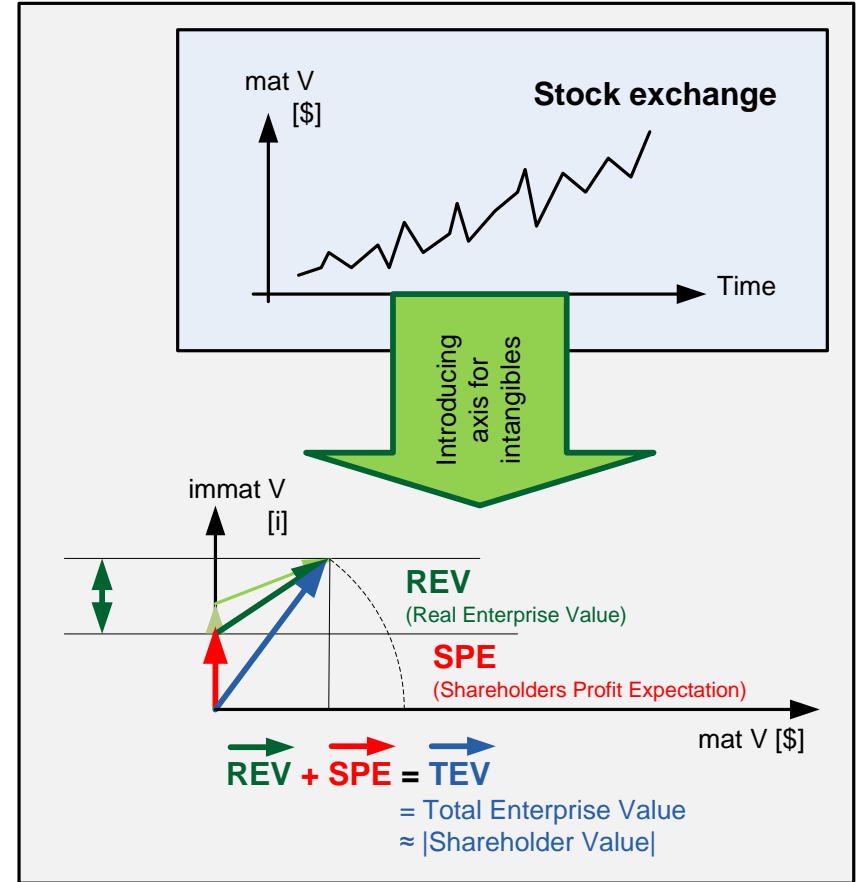 mat V
[$]
Stock exchange
Time
Introducing
axis for
intangibles
immat V
[i]
REV
(Real Enterprise Value)
SPE
(Shareholders Profit Expectation)
mat V [$]
REV + SPE = TEV
= Total Enterprise Value
≈ |Shareholder Value|